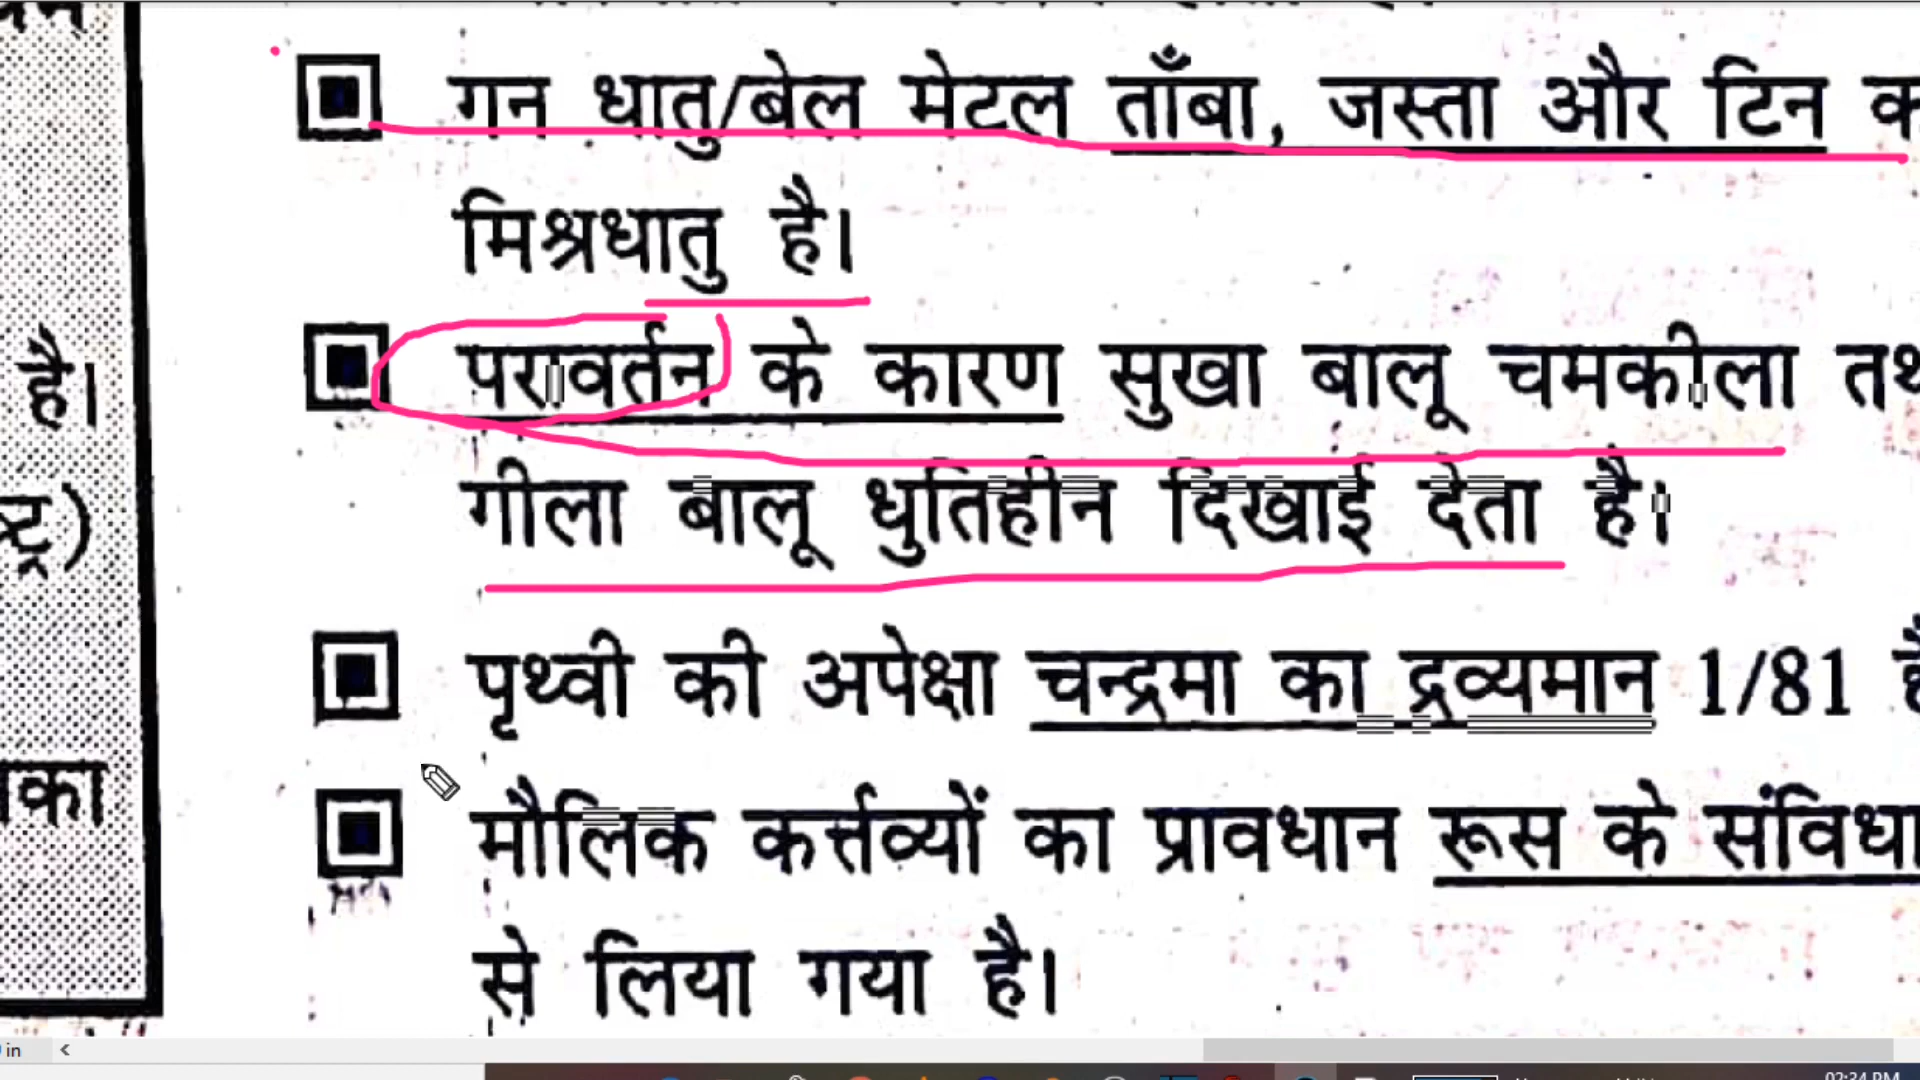 गन धातु/बेल मेटल ताँबा, जस्ता और टिन
मिश्रधातु है।
परावर्तन के कारण सुखा बालू चमकीला
है।
गीला बालू धुतिहीन दिखाई देता है।
पृथ्वी की अपेक्षा चन्द्रमा का द्रव्यमान 1/81
मौलिक कर्त्तव्यों का प्रावधान रूस के
से लिया गया है।
in